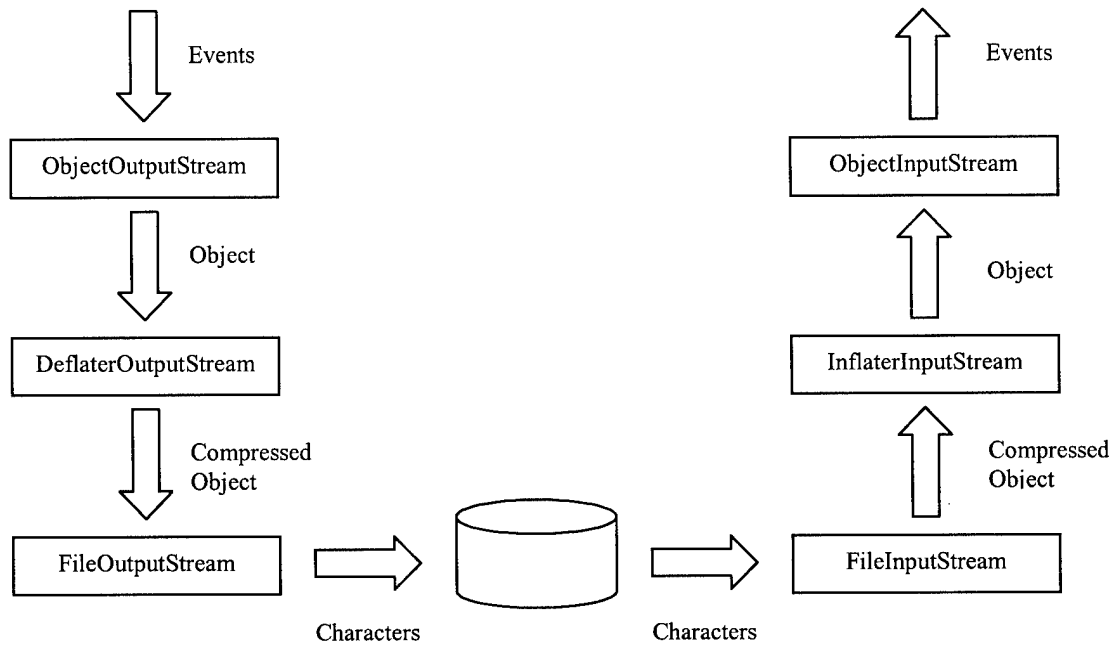 Events
Events
ObjectOutputStream
ObjectInputStream
Object
Object
DeflaterOutputStream
InflaterInputStream
Compressed
Object
Compressed
Object
FileOutputStream
FileInputStream
Characters
Characters